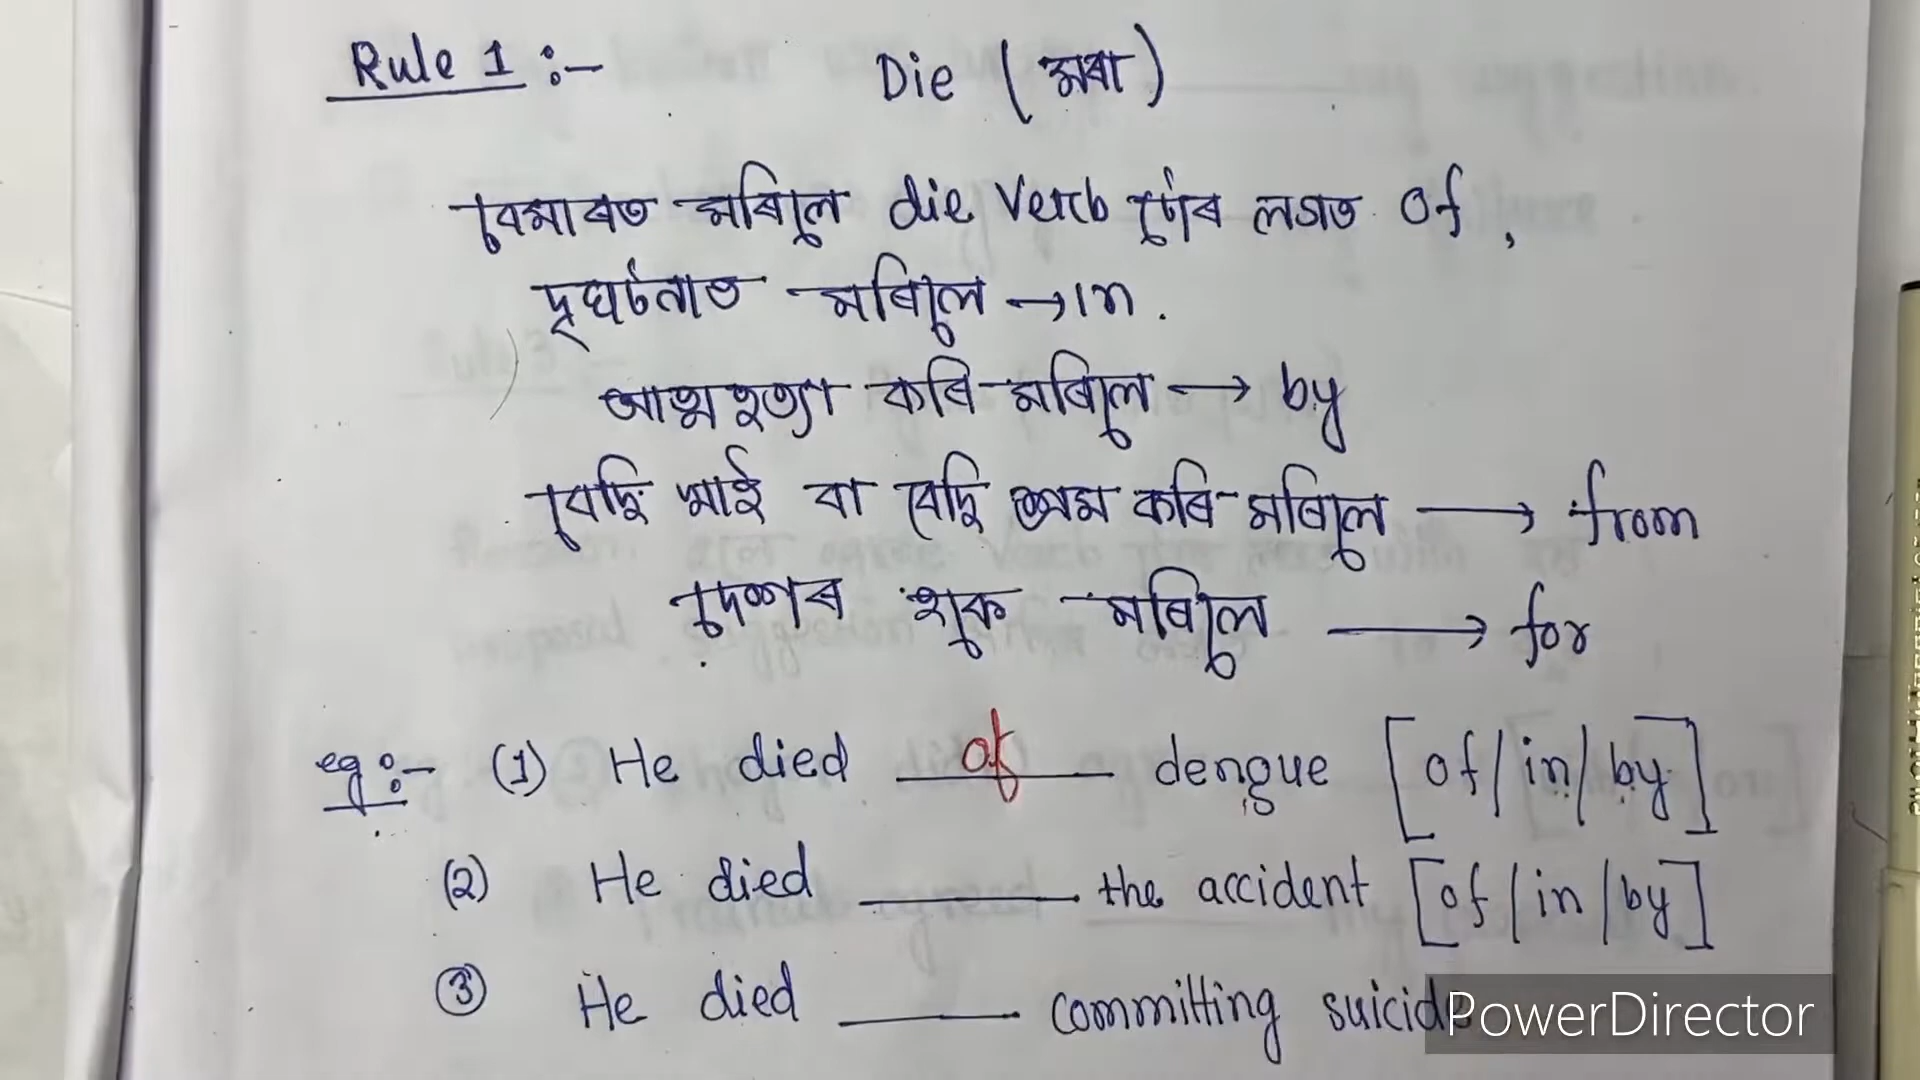 Rule 1 :- Die (মৰা)
বেমাৰত মৰিলে die verb টোৰ লগত of,
দূৰ্ঘটনাত মৰিলে → in.
আত্মহত্যা কৰি মৰিলে → by
বেছি খাই বা বেছি শ্ৰম কৰি মৰিলে → from
দেশৰ হকে মৰিলে → for
eg :- (1) He died of dengue [of/in/by]
(2) He died ______ the accident [of/in/by]
(3) He died ______ committing suicide
PowerDirector